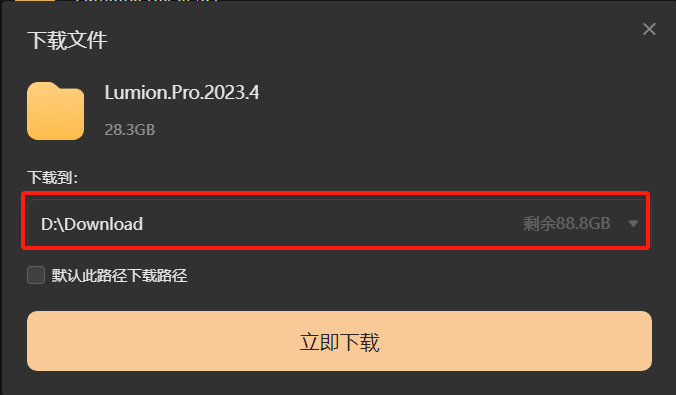 下载文件
Lumion.Pro.2023.4
28.3GB
下载到:
D:\Download 剩余88.8GB
默认此路径下载路径
立即下载